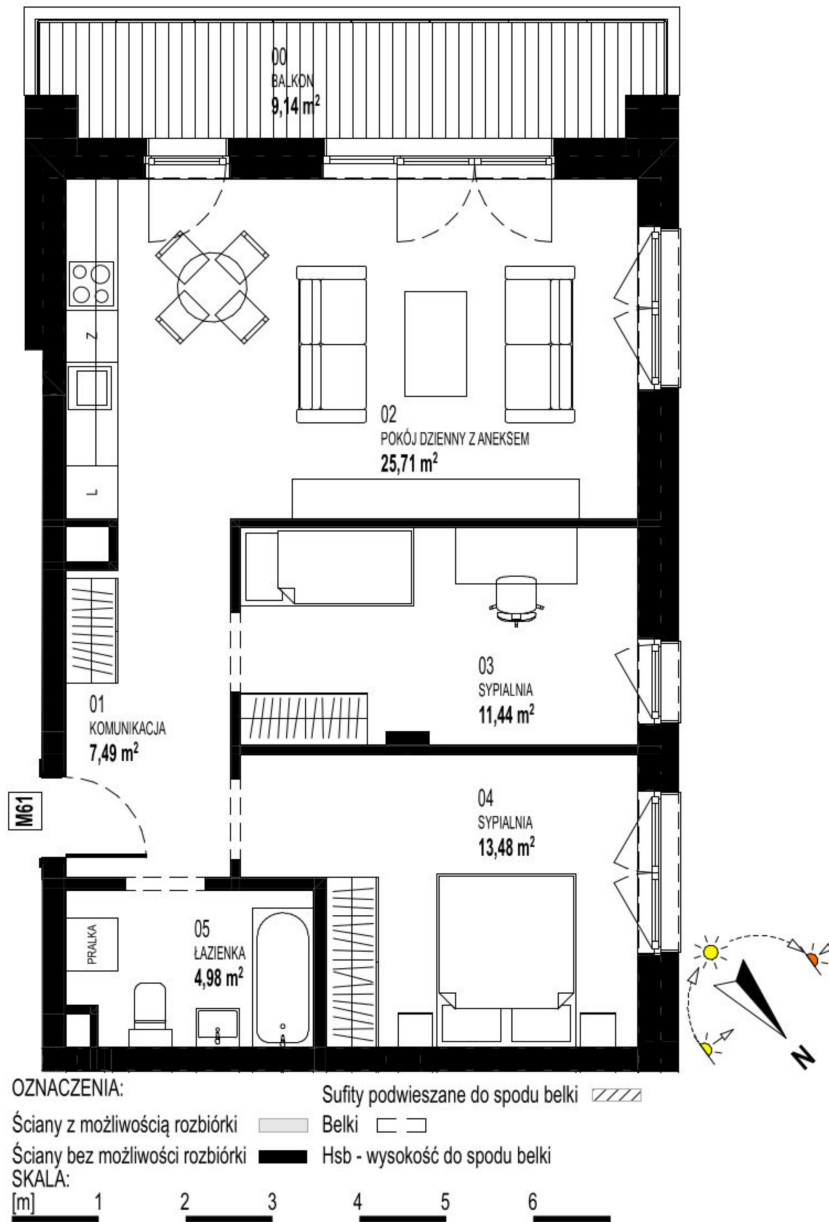 00
BALKON
9,14 m²
Z
02
POKÓJ DZIENNY Z ANEKSEM
25,71 m²
L
03
SYPIALNIA
11,44 m²
01
KOMUNIKACJA
7,49 m²
M61
04
SYPIALNIA
13,48 m²
05
ŁAZIENKA
4,98 m²
PRALKA
N
OZNACZENIA:
Sufity podwieszane do spodu belki
Ściany z możliwością rozbiórki
Belki
Ściany bez możliwości rozbiórki
Hsb - wysokość do spodu belki
SKALA:
[m] 1 2 3 4 5 6